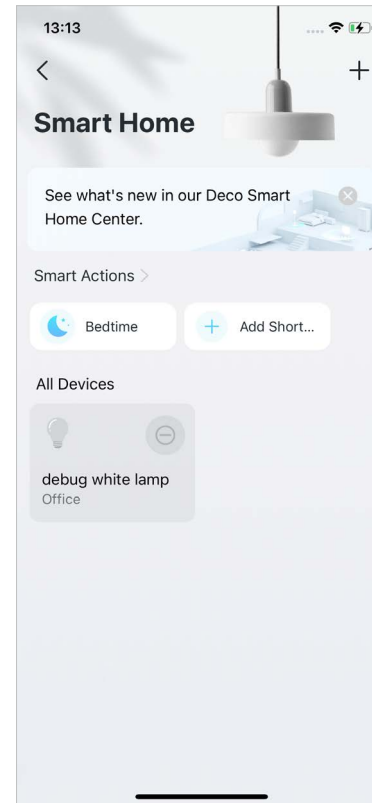 13:13
Smart Home
See what's new in our Deco Smart
Home Center.
Smart Actions >
Bedtime
Add Short...
All Devices
debug white lamp
Office